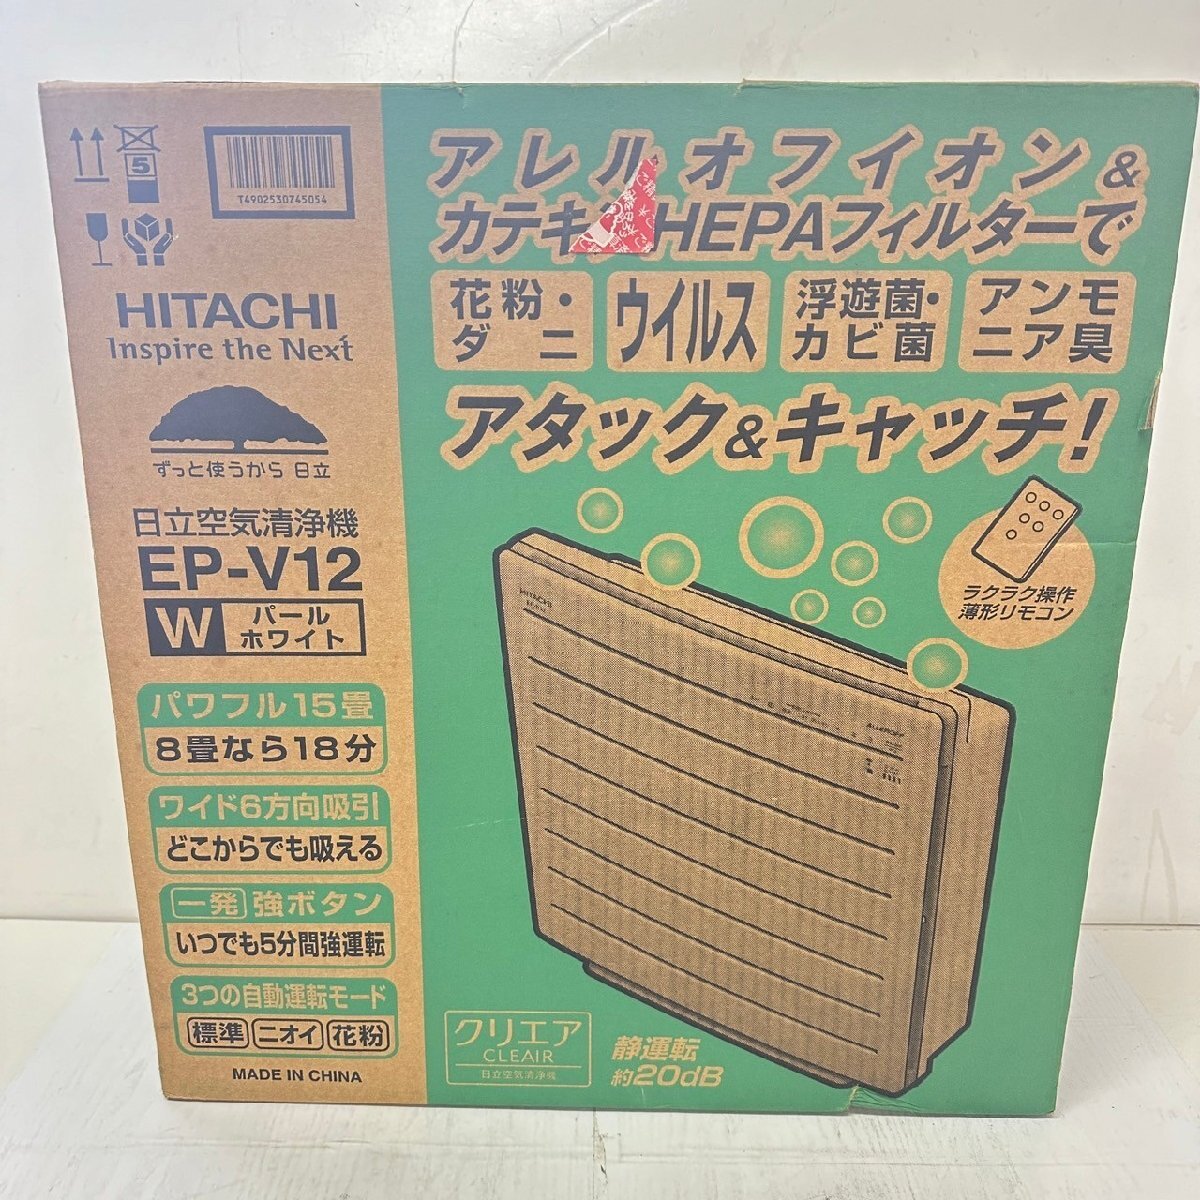 5
T4902530745054
HITACHI
Inspire the Next
ずっと使うから 日立
日立空気清浄機
EP-V12
W パール
ホワイト
パワフル15畳
8畳なら18分
ワイド6方向吸引
どこからでも吸える
一発 強ボタン
いつでも5分間強運転
3つの自動運転モード
標準 ニオイ 花粉
MADE IN CHINA
アレルオフイオン&
カテキ HEPAフィルターで
花粉・
ダニ
ウイルス
浮遊菌・
カビ菌
アンモ
ニア臭
アタック&キャッチ!
ラクラク操作
薄形リモコン
HITACHI
クリエア
CLEAIR
日立空気清浄機
静運転
約20dB